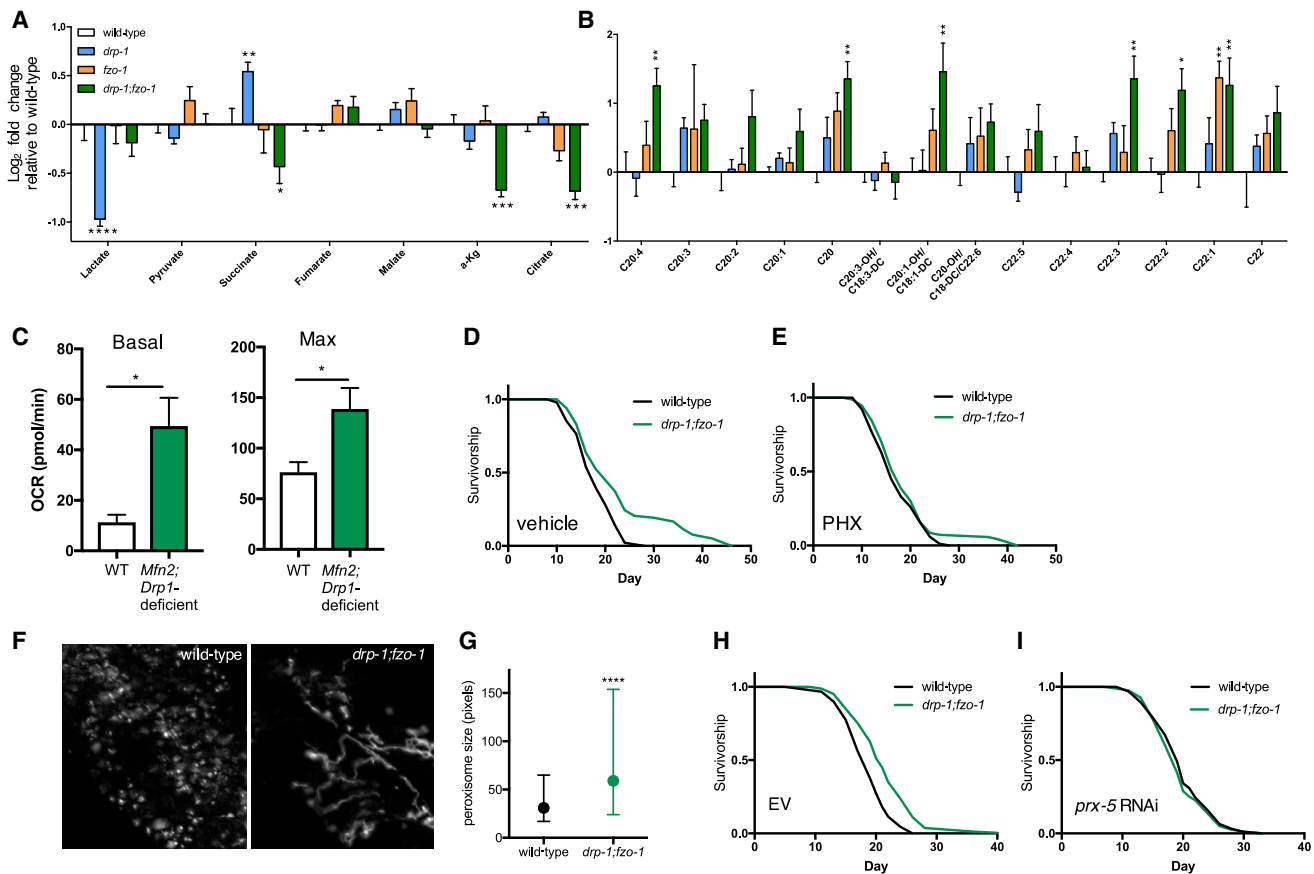 A
wild-type
drp-1
fzo-1
drp-1;fzo-1
Log₂ fold change
relative to wild-type
1.0
0.5
0.0
-0.5
-1.0
****
**
*
***
***
Lactate
Pyruvate
Succinate
Fumarate
Malate
a-Kg
Citrate
B
2
1
0
-1
**
**
**
**
*
**
**
C20:4
C20:3
C20:2
C20:1
C20
C20:3-OH/
C18:3-DC
C20:1-OH/
C18:1-DC
C20-OH/
C18-DC/C22:6
C22:5
C22:4
C22:3
C22:2
C22:1
C22
C
Basal
OCR (pmol/min)
80
60
40
20
0
*
WT
Mfn2;
Drp1-
deficient
Max
200
150
100
50
0
*
WT
Mfn2;
Drp1-
deficient
D
Survivorship
1.0
0.5
0.0
wild-type
drp-1;fzo-1
vehicle
0 10 20 30 40 50
Day
E
Survivorship
1.0
0.5
0.0
wild-type
drp-1;fzo-1
PHX
0 10 20 30 40 50
Day
F
wild-type
drp-1;fzo-1
G
peroxisome size (pixels)
150
100
50
0
****
wild-type
drp-1;fzo-1
H
Survivorship
1.0
0.5
0.0
wild-type
drp-1;fzo-1
EV
0 10 20 30 40
Day
I
Survivorship
1.0
0.5
0.0
wild-type
drp-1;fzo-1
prx-5 RNAi
0 10 20 30 40
Day